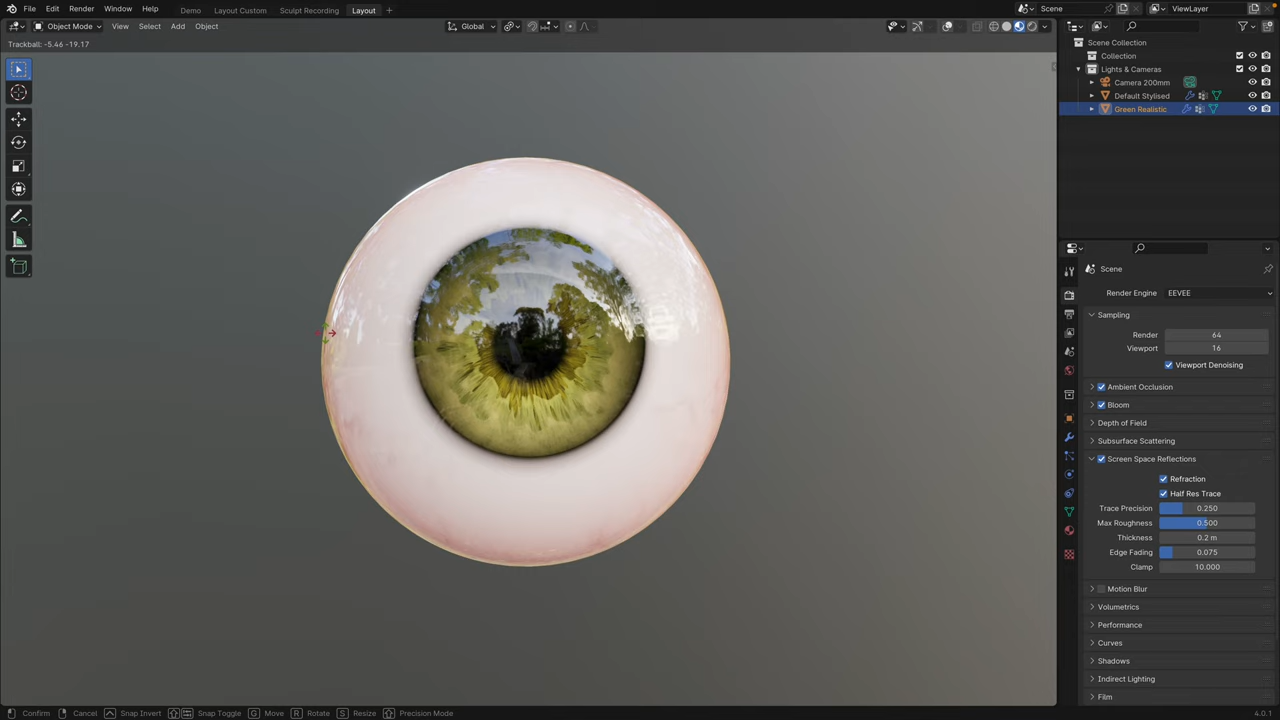 File Edit Render Window Help Demo Layout Custom Sculpt Recording Layout + Scene ViewLayer
Object Mode View Select Add Object Global
Trackball: -5.46 -19.17
Scene Collection
Collection
Lights & Cameras
Camera 200mm
Default Stylised
Green Realistic
Scene
Render Engine EEVEE
Sampling
Render 64
Viewport 16
Viewport Denoising
Ambient Occlusion
Bloom
Depth of Field
Subsurface Scattering
Screen Space Reflections
Refraction
Half Res Trace
Trace Precision 0.250
Max Roughness 0.500
Thickness 0.2 m
Edge Fading 0.075
Clamp 10.000
Motion Blur
Volumetrics
Performance
Curves
Shadows
Indirect Lighting
Film
Confirm Cancel Snap Invert Snap Toggle G Move R Rotate S Resize Precision Mode 4.0.1